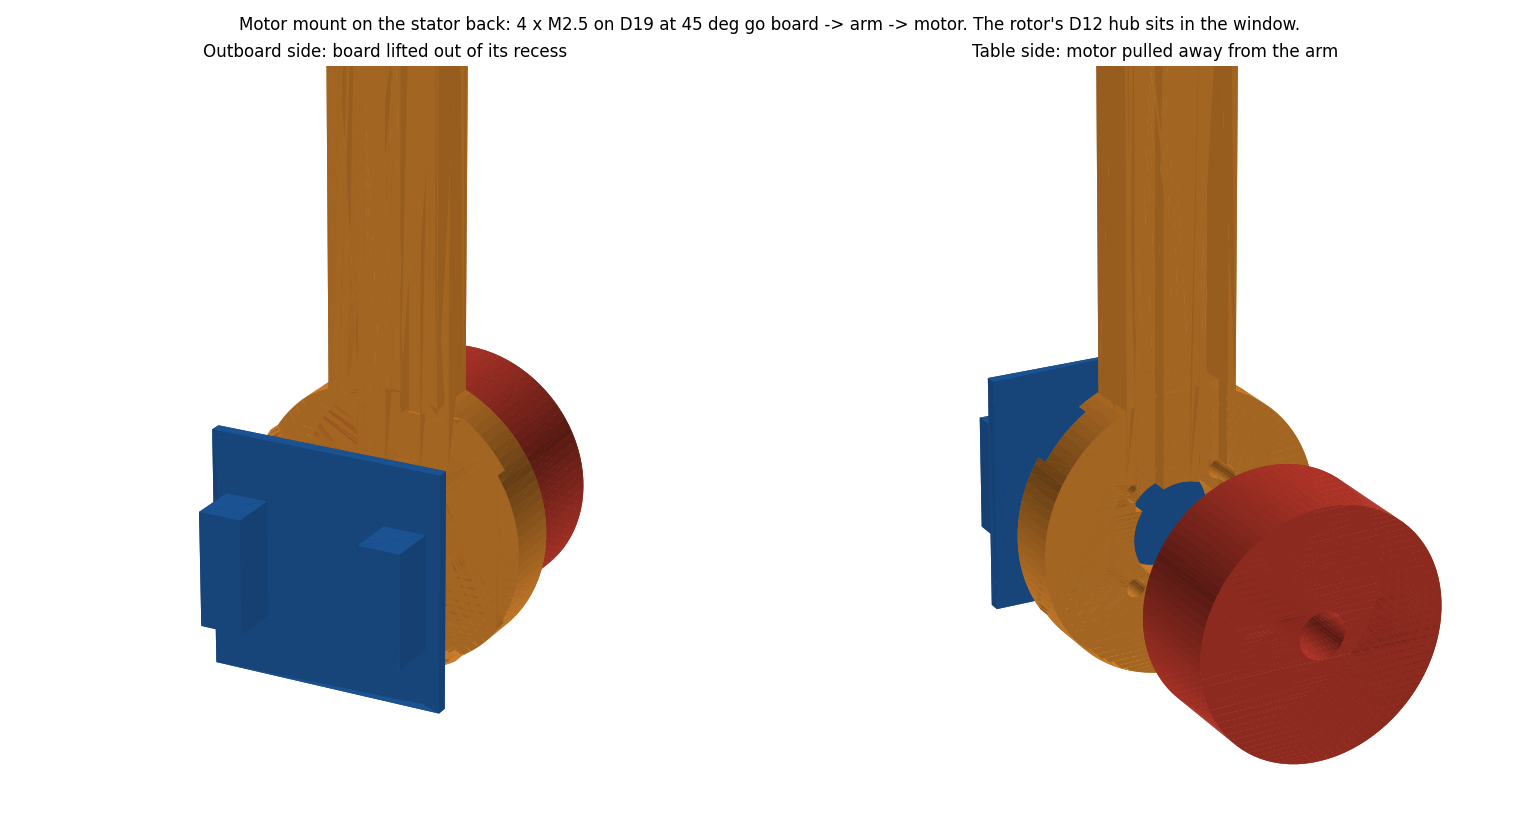 Motor mount on the stator back: 4 x M2.5 on D19 at 45 deg go board -> arm -> motor. The rotor's D12 hub sits in the window.
Outboard side: board lifted out of its recess
Table side: motor pulled away from the arm